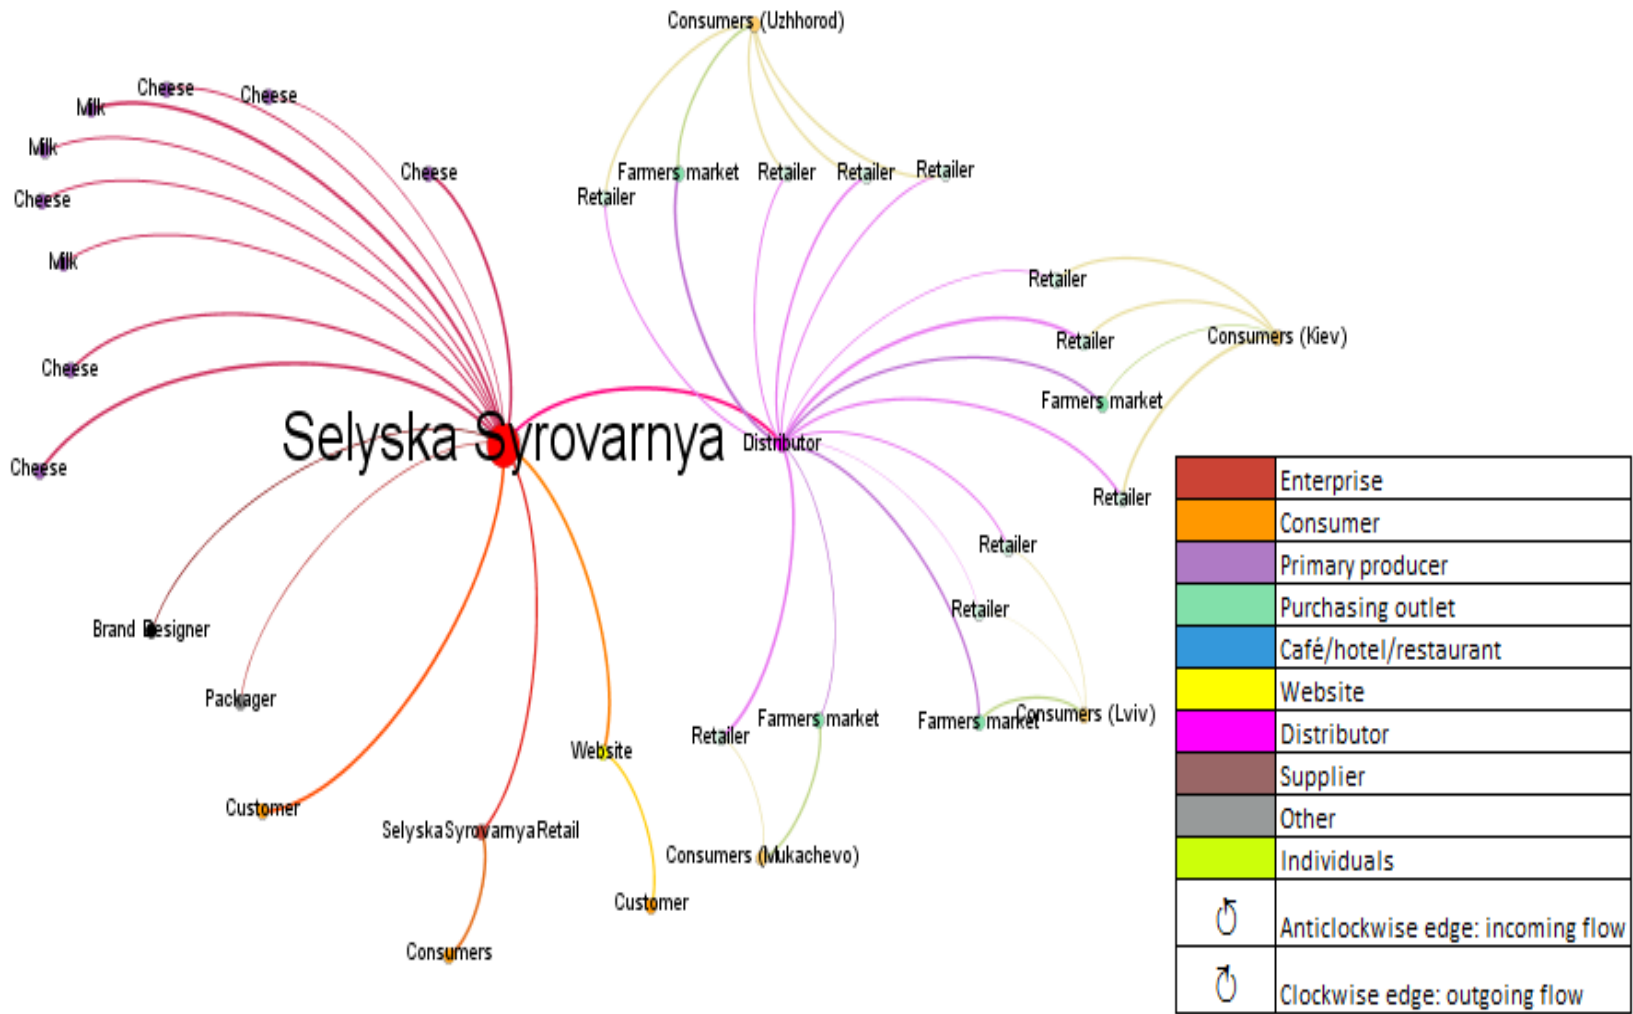 Consumers (Uzhhorod)
Cheese
Cheese
Milk
Milk
Cheese
Cheese
Milk
Farmers market
Retailer
Retailer
Retailer
Retailer
Retailer
Retailer
Consumers (Kiev)
Farmers market
Retailer
Cheese
Cheese
Selyska Syrovarnya
Distributor
Retailer
Retailer
Brand Designer
Packager
Farmers market
Farmers market
Consumers (Lviv)
Retailer
Website
Customer
Selyska Syrovarnya Retail
Consumers (Mukachevo)
Customer
Consumers
Enterprise
Consumer
Primary producer
Purchasing outlet
Café/hotel/restaurant
Website
Distributor
Supplier
Other
Individuals
Anticlockwise edge: incoming flow
Clockwise edge: outgoing flow